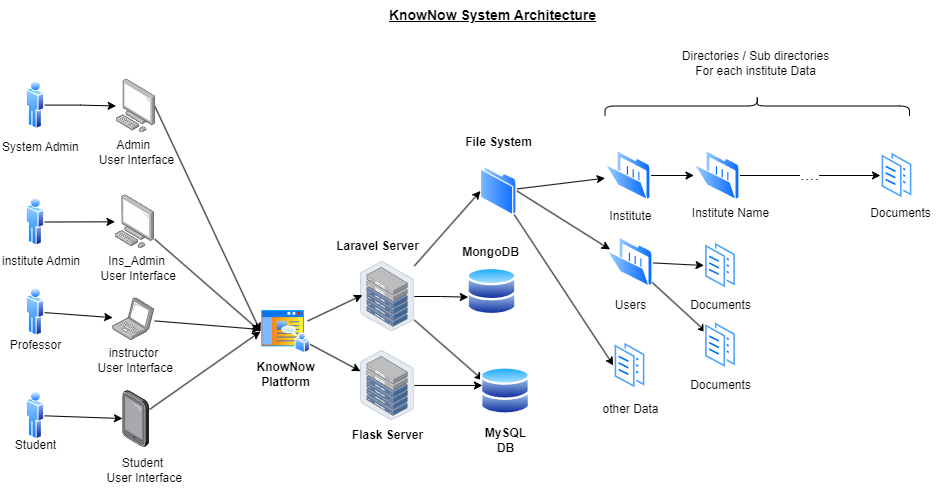 KnowNow System Architecture
Directories / Sub directories
For each institute Data
System Admin
Admin
User Interface
File System
Institute
Institute Name
....
Documents
institute Admin
Ins_Admin
User Interface
Laravel Server
MongoDB
Users
Documents
Professor
instructor
User Interface
KnowNow
Platform
Documents
other Data
Student
Student
User Interface
Flask Server
MySQL
DB